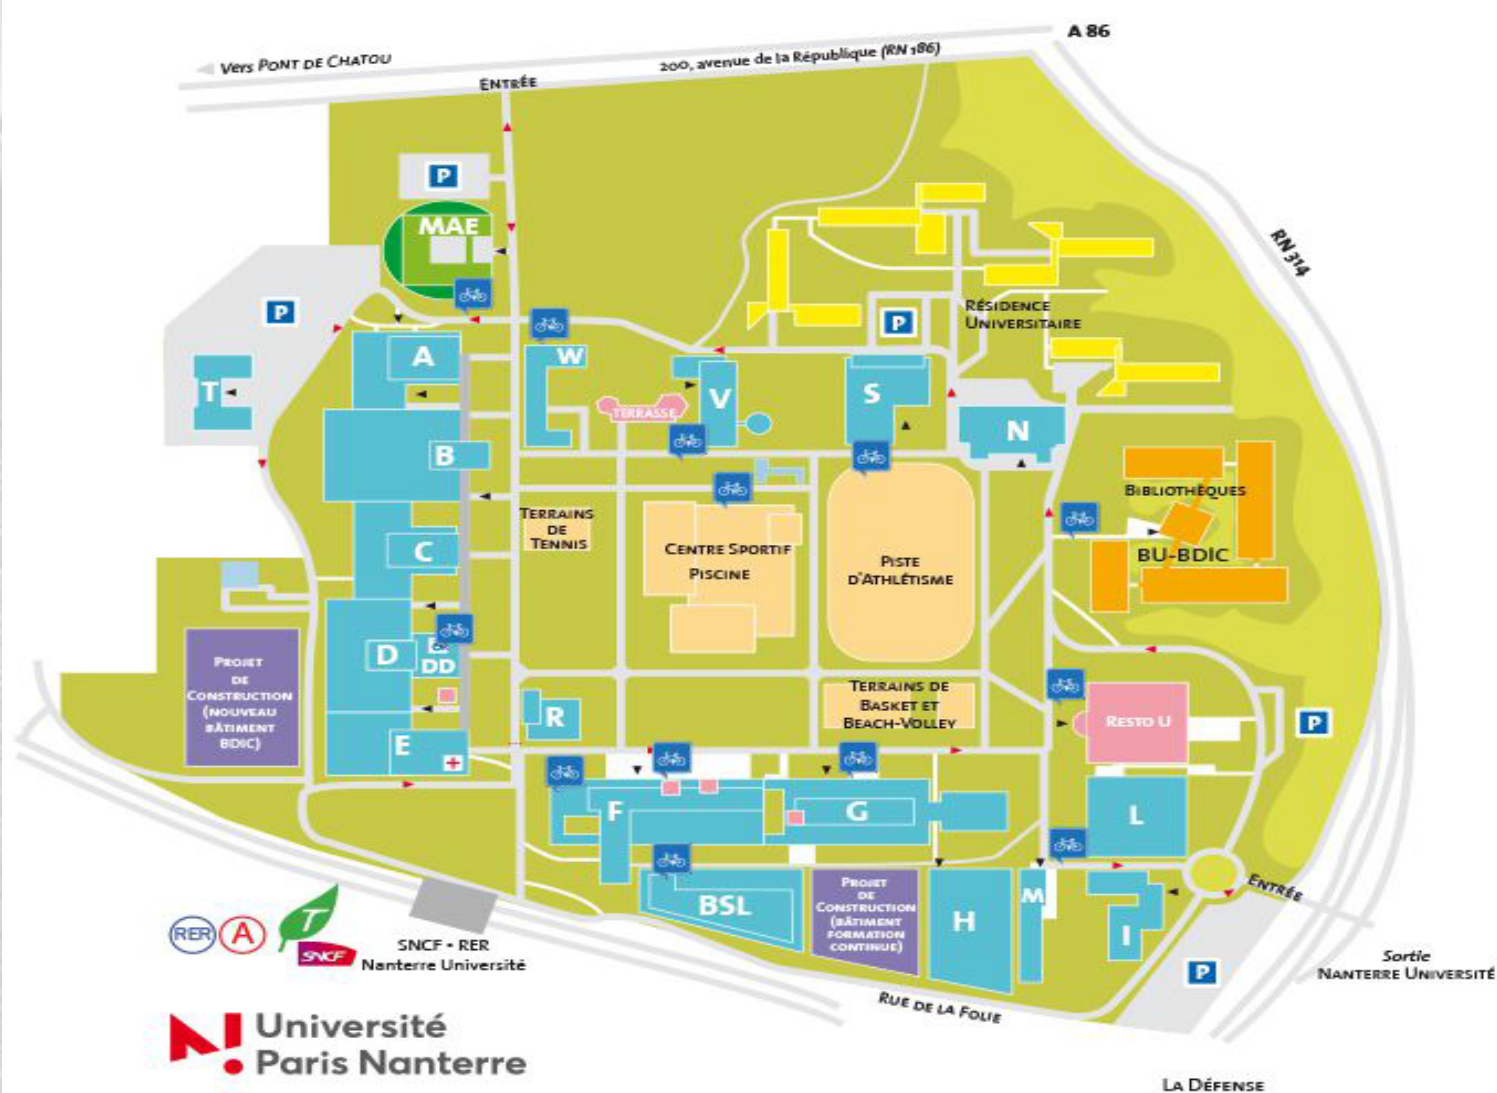 A 86
Vers PONT DE CHATOU
200, avenue de la République (RN 186)
ENTRÉE
P
MAE
RN 314
P
RÉSIDENCE
UNIVERSITAIRE
P
A
W
T
V
S
TERRASSE
N
B
BIBLIOTHÈQUES
TERRAINS
DE
TENNIS
CENTRE SPORTIF
PISCINE
PISTE
D'ATHLÉTISME
BU-BDIC
C
D
DD
PROJET
DE
CONSTRUCTION
(NOUVEAU
BÂTIMENT
BDIC)
TERRAINS DE
BASKET ET
BEACH-VOLLEY
R
RESTO U
P
E
F
G
L
ENTRÉE
BSL
PROJET
DE
CONSTRUCTION
(BÂTIMENT
FORMATION
CONTINUE)
H
M
I
P
RER
A
T
SNCF
SNCF • RER
Nanterre Université
Sortie
NANTERRE UNIVERSITÉ
RUE DE LA FOLIE
N!
Université
Paris Nanterre
LA DÉFENSE